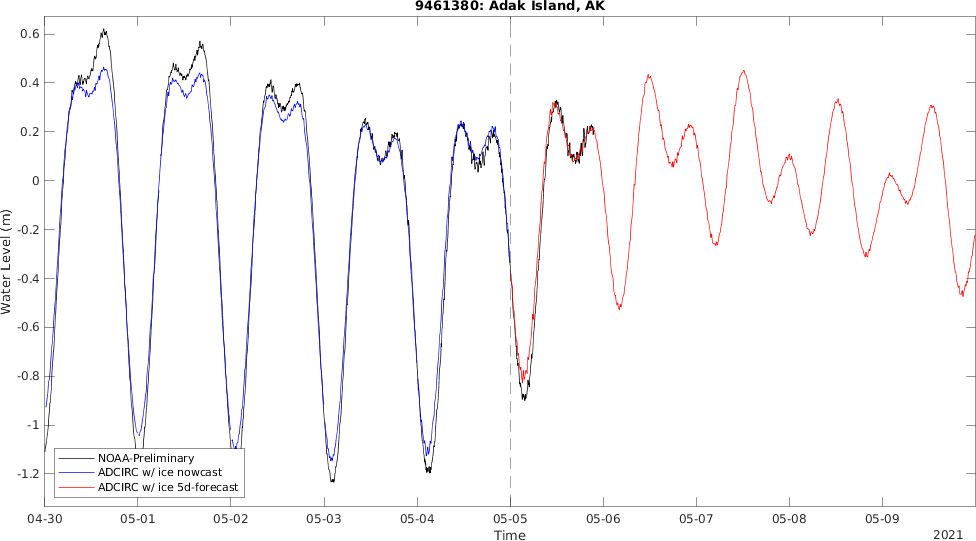 9461380: Adak Island, AK
Water Level (m)
0.6
0.4
0.2
0
-0.2
-0.4
-0.6
-0.8
-1
-1.2
NOAA-Preliminary
ADCIRC w/ ice nowcast
ADCIRC w/ ice 5d-forecast
04-30 05-01 05-02 05-03 05-04 05-05 05-06 05-07 05-08 05-09
Time
2021